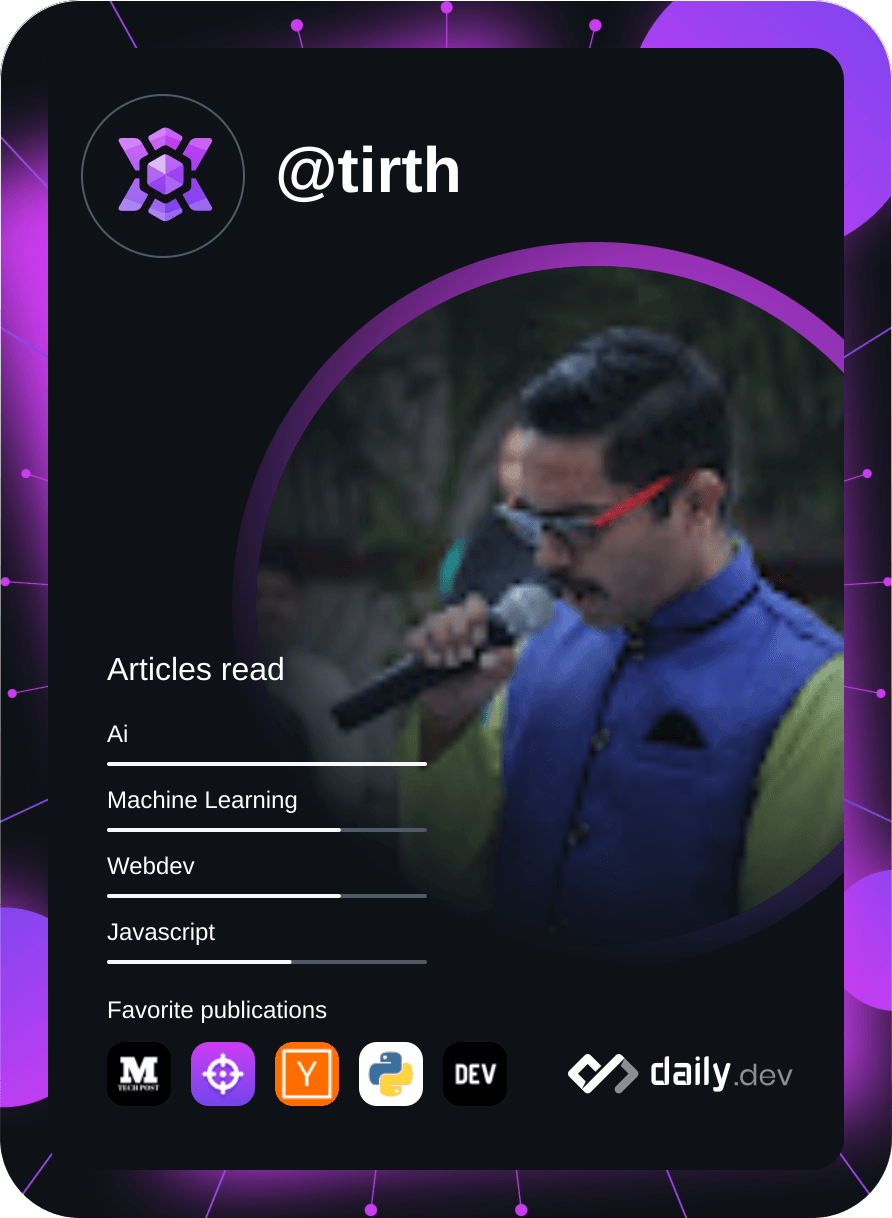 @tirth
Articles read
Ai
Machine Learning
Webdev
Javascript
Favorite publications
M
TECH POST
Y
DEV
daily.dev